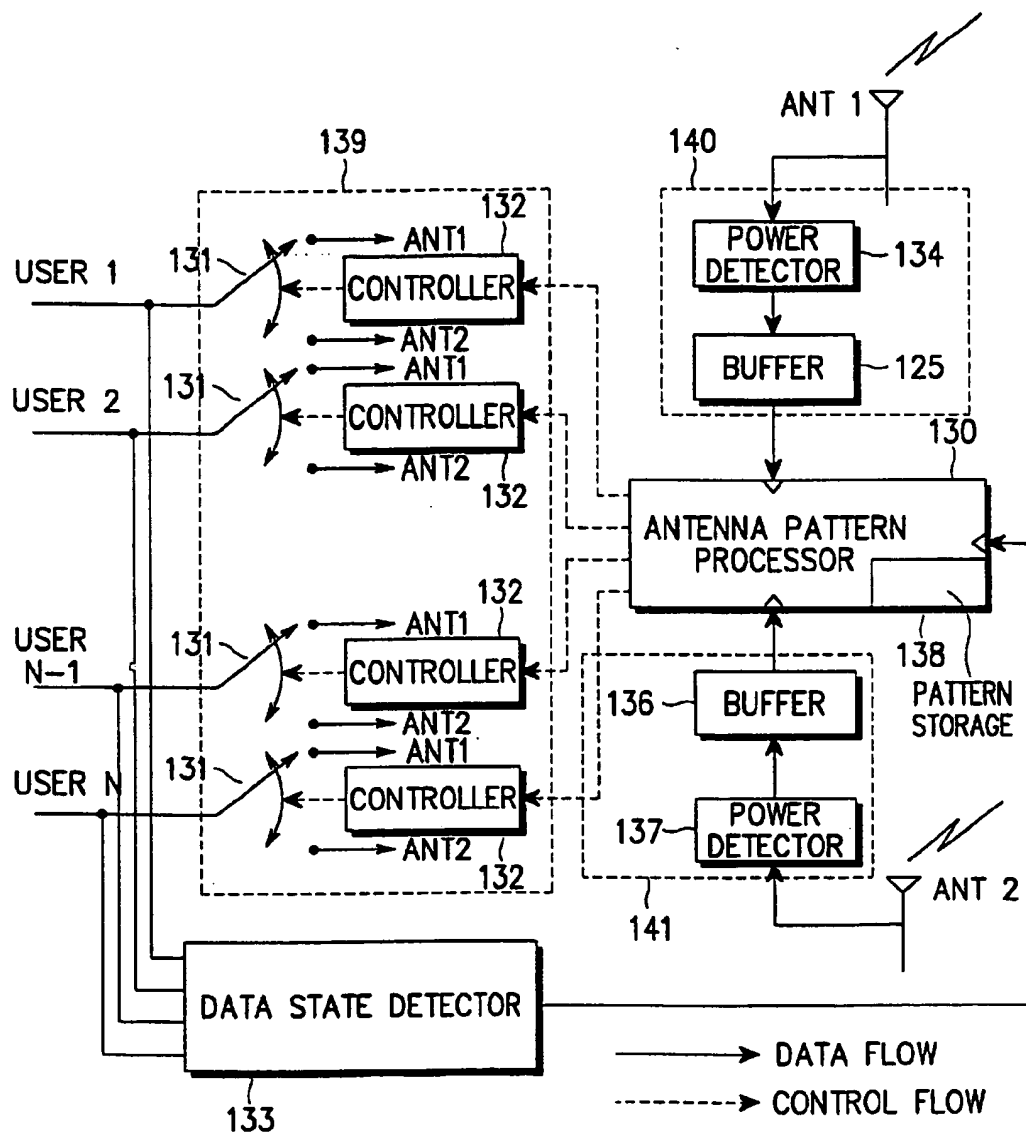 ANT 1
139
140
132
131
ANT1
POWER
DETECTOR
134
USER 1
CONTROLLER
ANT2
ANT1
131
BUFFER
125
USER 2
CONTROLLER
ANT2
132
130
ANTENNA PATTERN
PROCESSOR
132
USER
N-1
131
ANT1
CONTROLLER
138
136
BUFFER
PATTERN
STORAGE
ANT2
ANT1
131
USER N
CONTROLLER
137
POWER
DETECTOR
ANT2
132
ANT 2
141
DATA STATE DETECTOR
133
DATA FLOW
CONTROL FLOW